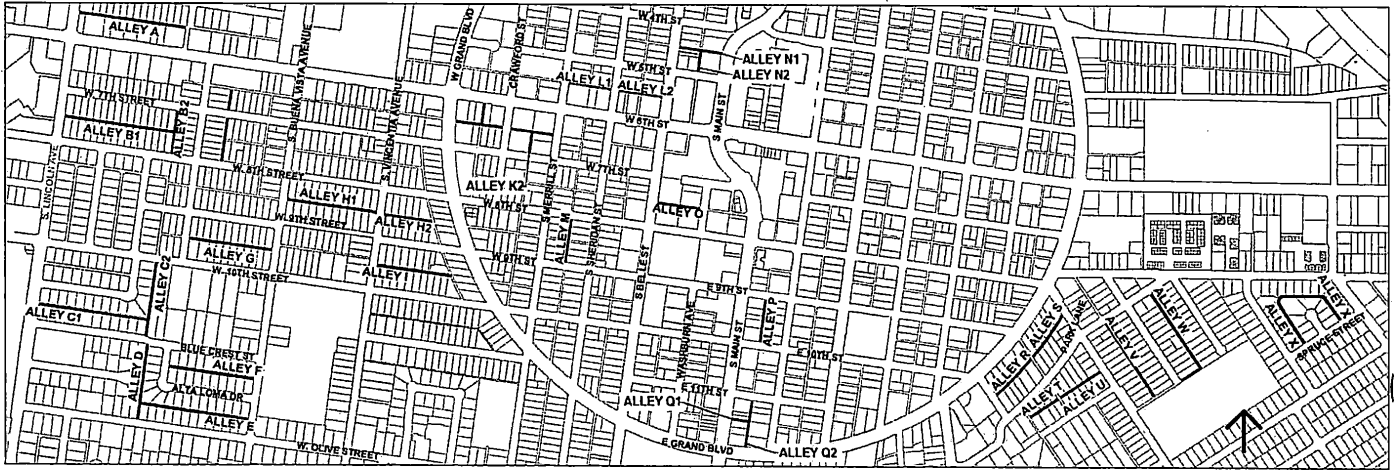 ALLEY A
W. 7TH STREET
ALLEY B1
ALLEY B2
S. BUENA VISTA AVENUE
S. VICENTIA AVENUE
W GRAND BLVD
CRAWFORD ST
W 4TH ST
ALLEY N1
ALLEY N2
W 5TH ST
ALLEY L1
ALLEY L2
W 6TH ST
S MAIN ST
S. LINCOLN AVE
W. 8TH STREET
ALLEY H1
ALLEY H2
W. 9TH STREET
ALLEY K2
W 8TH ST
S MERRILL ST
W 7TH ST
ALLEY M
S SHERIDAN ST
ALLEY O
S BELLE ST
W 9TH ST
ALLEY G
W. 10TH STREET
ALLEY C2
ALLEY I
ALLEY C1
BLUE CREST ST
ALLEY F
ALLEY D
ALTA LOMA DR
ALLEY E
W. OLIVE STREET
E 9TH ST
WASHBURN AVE
S MAIN ST
ALLEY P
E 10TH ST
E 11TH ST
ALLEY Q1
E GRAND BLVD
ALLEY Q2
ALLEY R
ALLEY S
PARK LANE
ALLEY T
ALLEY U
ALLEY V
ALLEY W
ALLEY X
ALLEY X
SPRUCE STREET